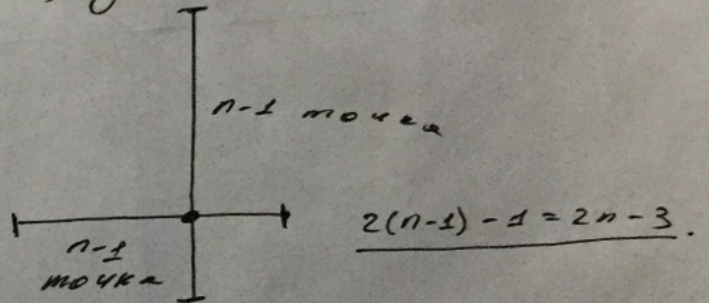 n-1 точка
n-1
точка
2(n-1) - 1 = 2n - 3.